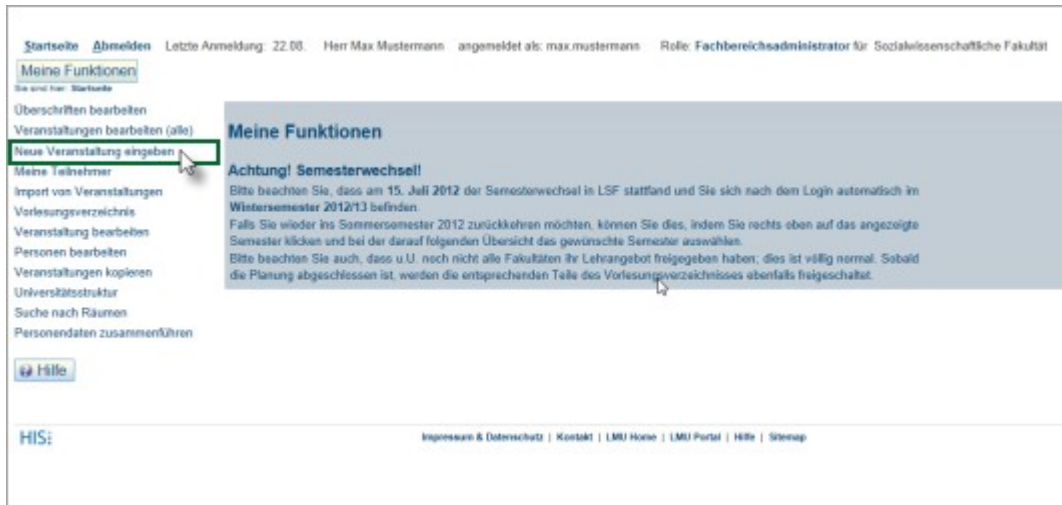 Startseite Abmelden Letzte Anmeldung: 22.08. Herr Max Mustermann angemeldet als: max.mustermann Rolle: Fachbereichsadministrator für Sozialwissenschaftliche Fakultät
Meine Funktionen
Sie sind hier: Startseite
Überschriften bearbeiten
Veranstaltungen bearbeiten (alle)
Neue Veranstaltung eingeben
Meine Teilnehmer
Import von Veranstaltungen
Vorlesungsverzeichnis
Veranstaltung bearbeiten
Personen bearbeiten
Veranstaltungen kopieren
Universitätsstruktur
Suche nach Räumen
Personendaten zusammenführen
Hilfe
Meine Funktionen
Achtung! Semesterwechsel!
Bitte beachten Sie, dass am 15. Juli 2012 der Semesterwechsel in LSF stattfand und Sie sich nach dem Login automatisch im
Wintersemester 2012/13 befinden.
Falls Sie wieder ins Sommersemester 2012 zurückkehren möchten, können Sie dies, indem Sie rechts oben auf das angezeigte
Semester klicken und bei der darauf folgenden Übersicht das gewünschte Semester auswählen.
Bitte beachten Sie auch, dass u.U. noch nicht alle Fakultäten ihr Lehrangebot freigegeben haben; dies ist völlig normal. Sobald
die Planung abgeschlossen ist, werden die entsprechenden Teile des Vorlesungsverzeichnisses ebenfalls freigeschaltet.
HIS:
Impressum & Datenschutz | Kontakt | LMU Home | LMU Portal | Hilfe | Sitemap